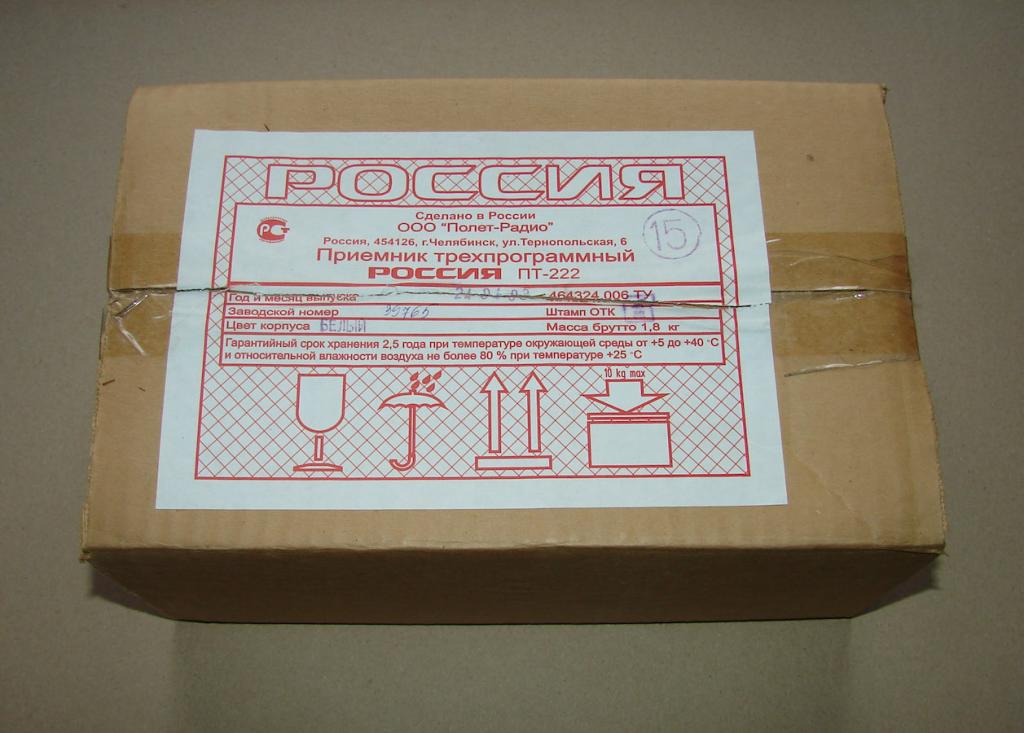 РОССИЯ
Сделано в России
ООО "Полет-Радио"
15
Россия, 454126, г.Челябинск, ул.Тернопольская, 6
Приемник трехпрограммный
РОССИЯ ПТ-222
Год и месяц выпуска 464324.006 ТУ
Заводской номер 39765 Штамп ОТК
Цвет корпуса БЕЛЫЙ Масса брутто 1,8 кг
Гарантийный срок хранения 2,5 года при температуре окружающей среды от +5 до +40 °С
и относительной влажности воздуха не более 80 % при температуре +25 °С
10 kg max